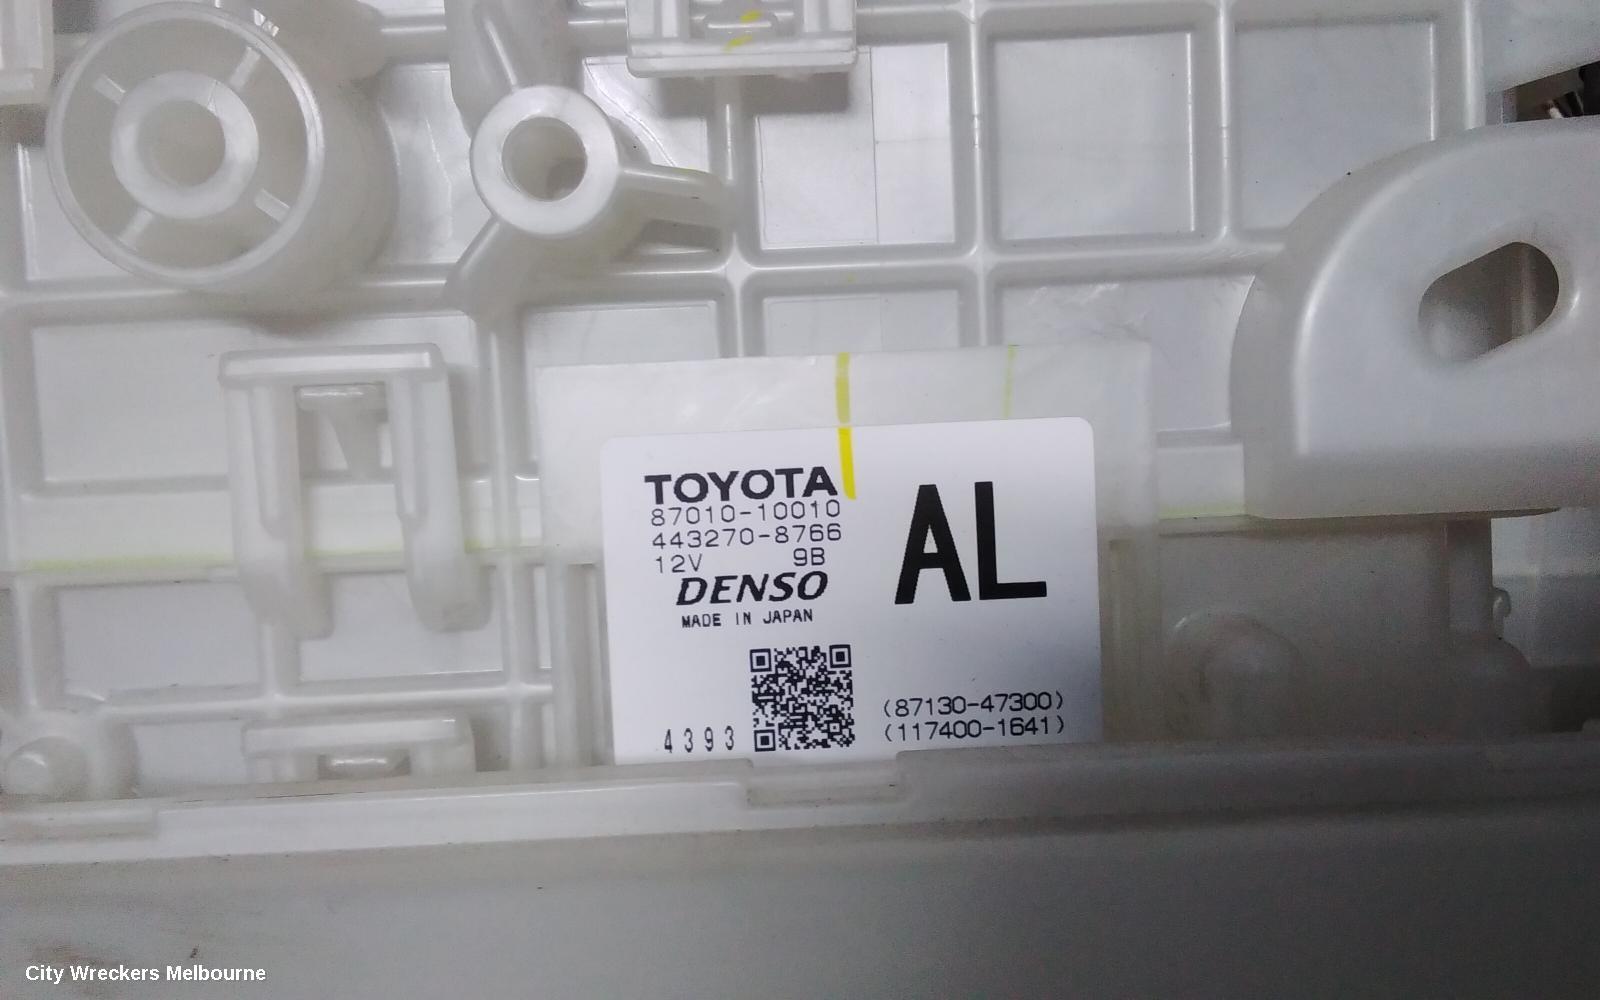 TOYOTA
87010-10010
443270-8766
12V 9B
DENSO
MADE IN JAPAN
AL
4393
(87130-47300)
(117400-1641)
City Wreckers Melbourne